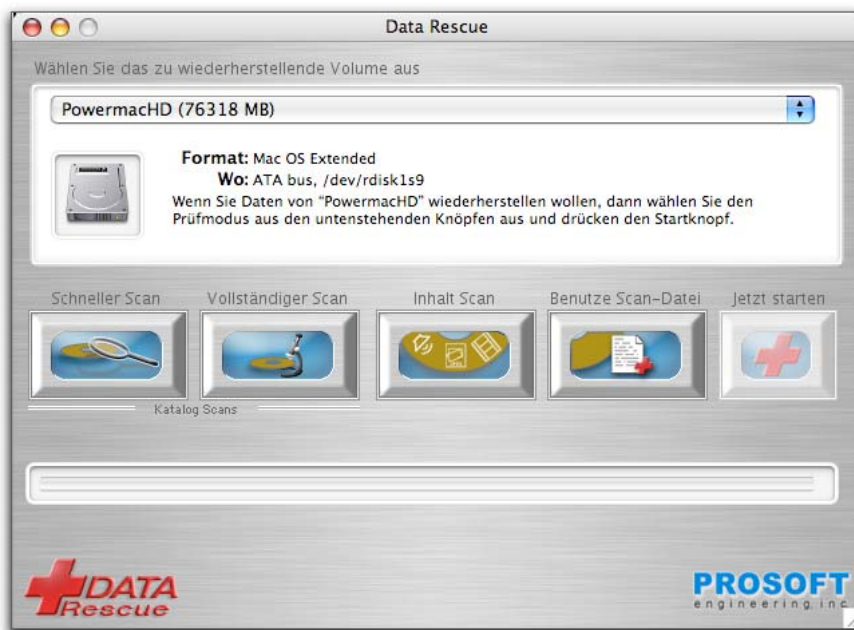 Data Rescue
Wählen Sie das zu wiederherstellende Volume aus
PowermacHD (76318 MB)
Format: Mac OS Extended
Wo: ATA bus, /dev/rdisk1s9
Wenn Sie Daten von “PowermacHD” wiederherstellen wollen, dann wählen Sie den
Prüfmodus aus den untenstehenden Knöpfen aus und drücken den Startknopf.
Schneller Scan
Vollständiger Scan
Inhalt Scan
Benutze Scan-Datei
Jetzt starten
Katalog Scans
DATA
Rescue
PROSOFT
engineering, inc